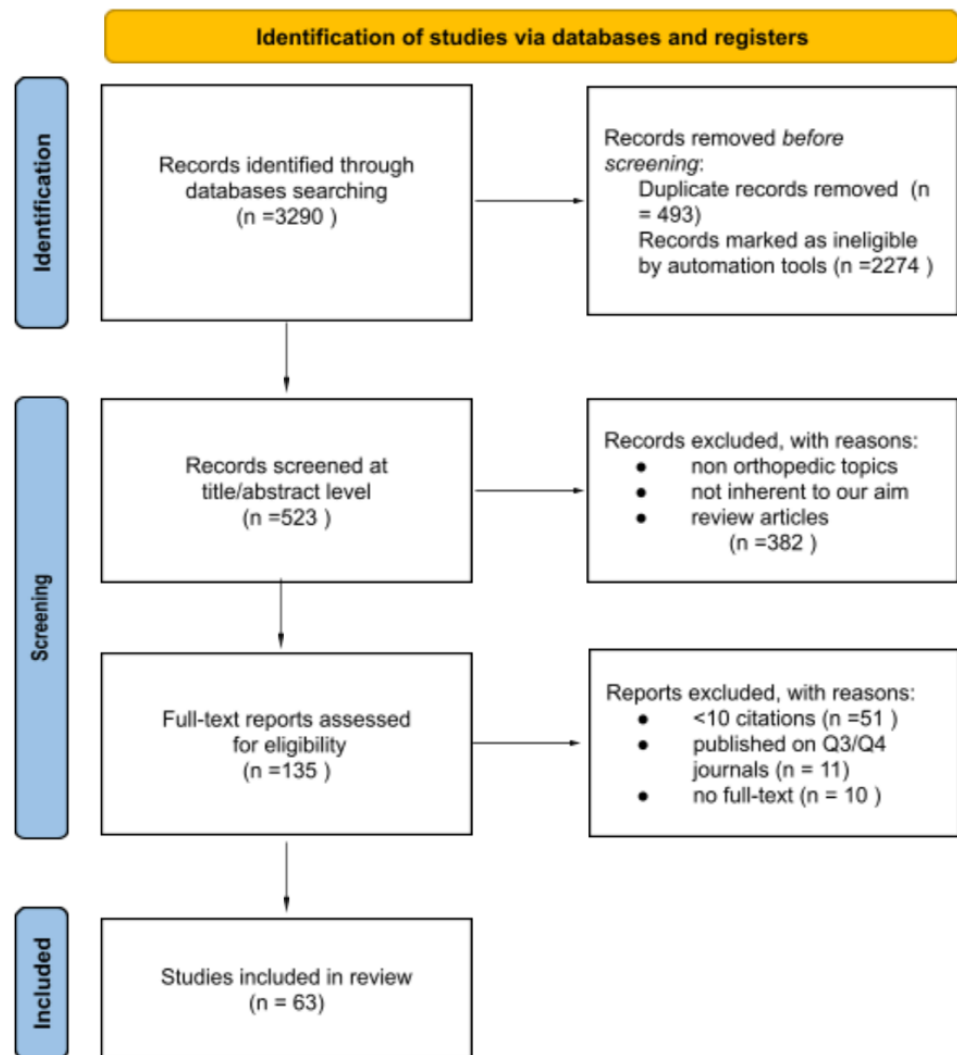 Identification of studies via databases and registers
Identification
Records identified through
databases searching
(n =3290 )
Records removed before
screening:
Duplicate records removed (n
= 493)
Records marked as ineligible
by automation tools (n =2274 )
Screening
Records screened at
title/abstract level
(n =523 )
Records excluded, with reasons:
● non orthopedic topics
● not inherent to our aim
● review articles
(n =382 )
Full-text reports assessed
for eligibility
(n =135 )
Reports excluded, with reasons:
● <10 citations (n =51 )
● published on Q3/Q4
journals (n = 11)
● no full-text (n = 10 )
Included
Studies included in review
(n = 63)